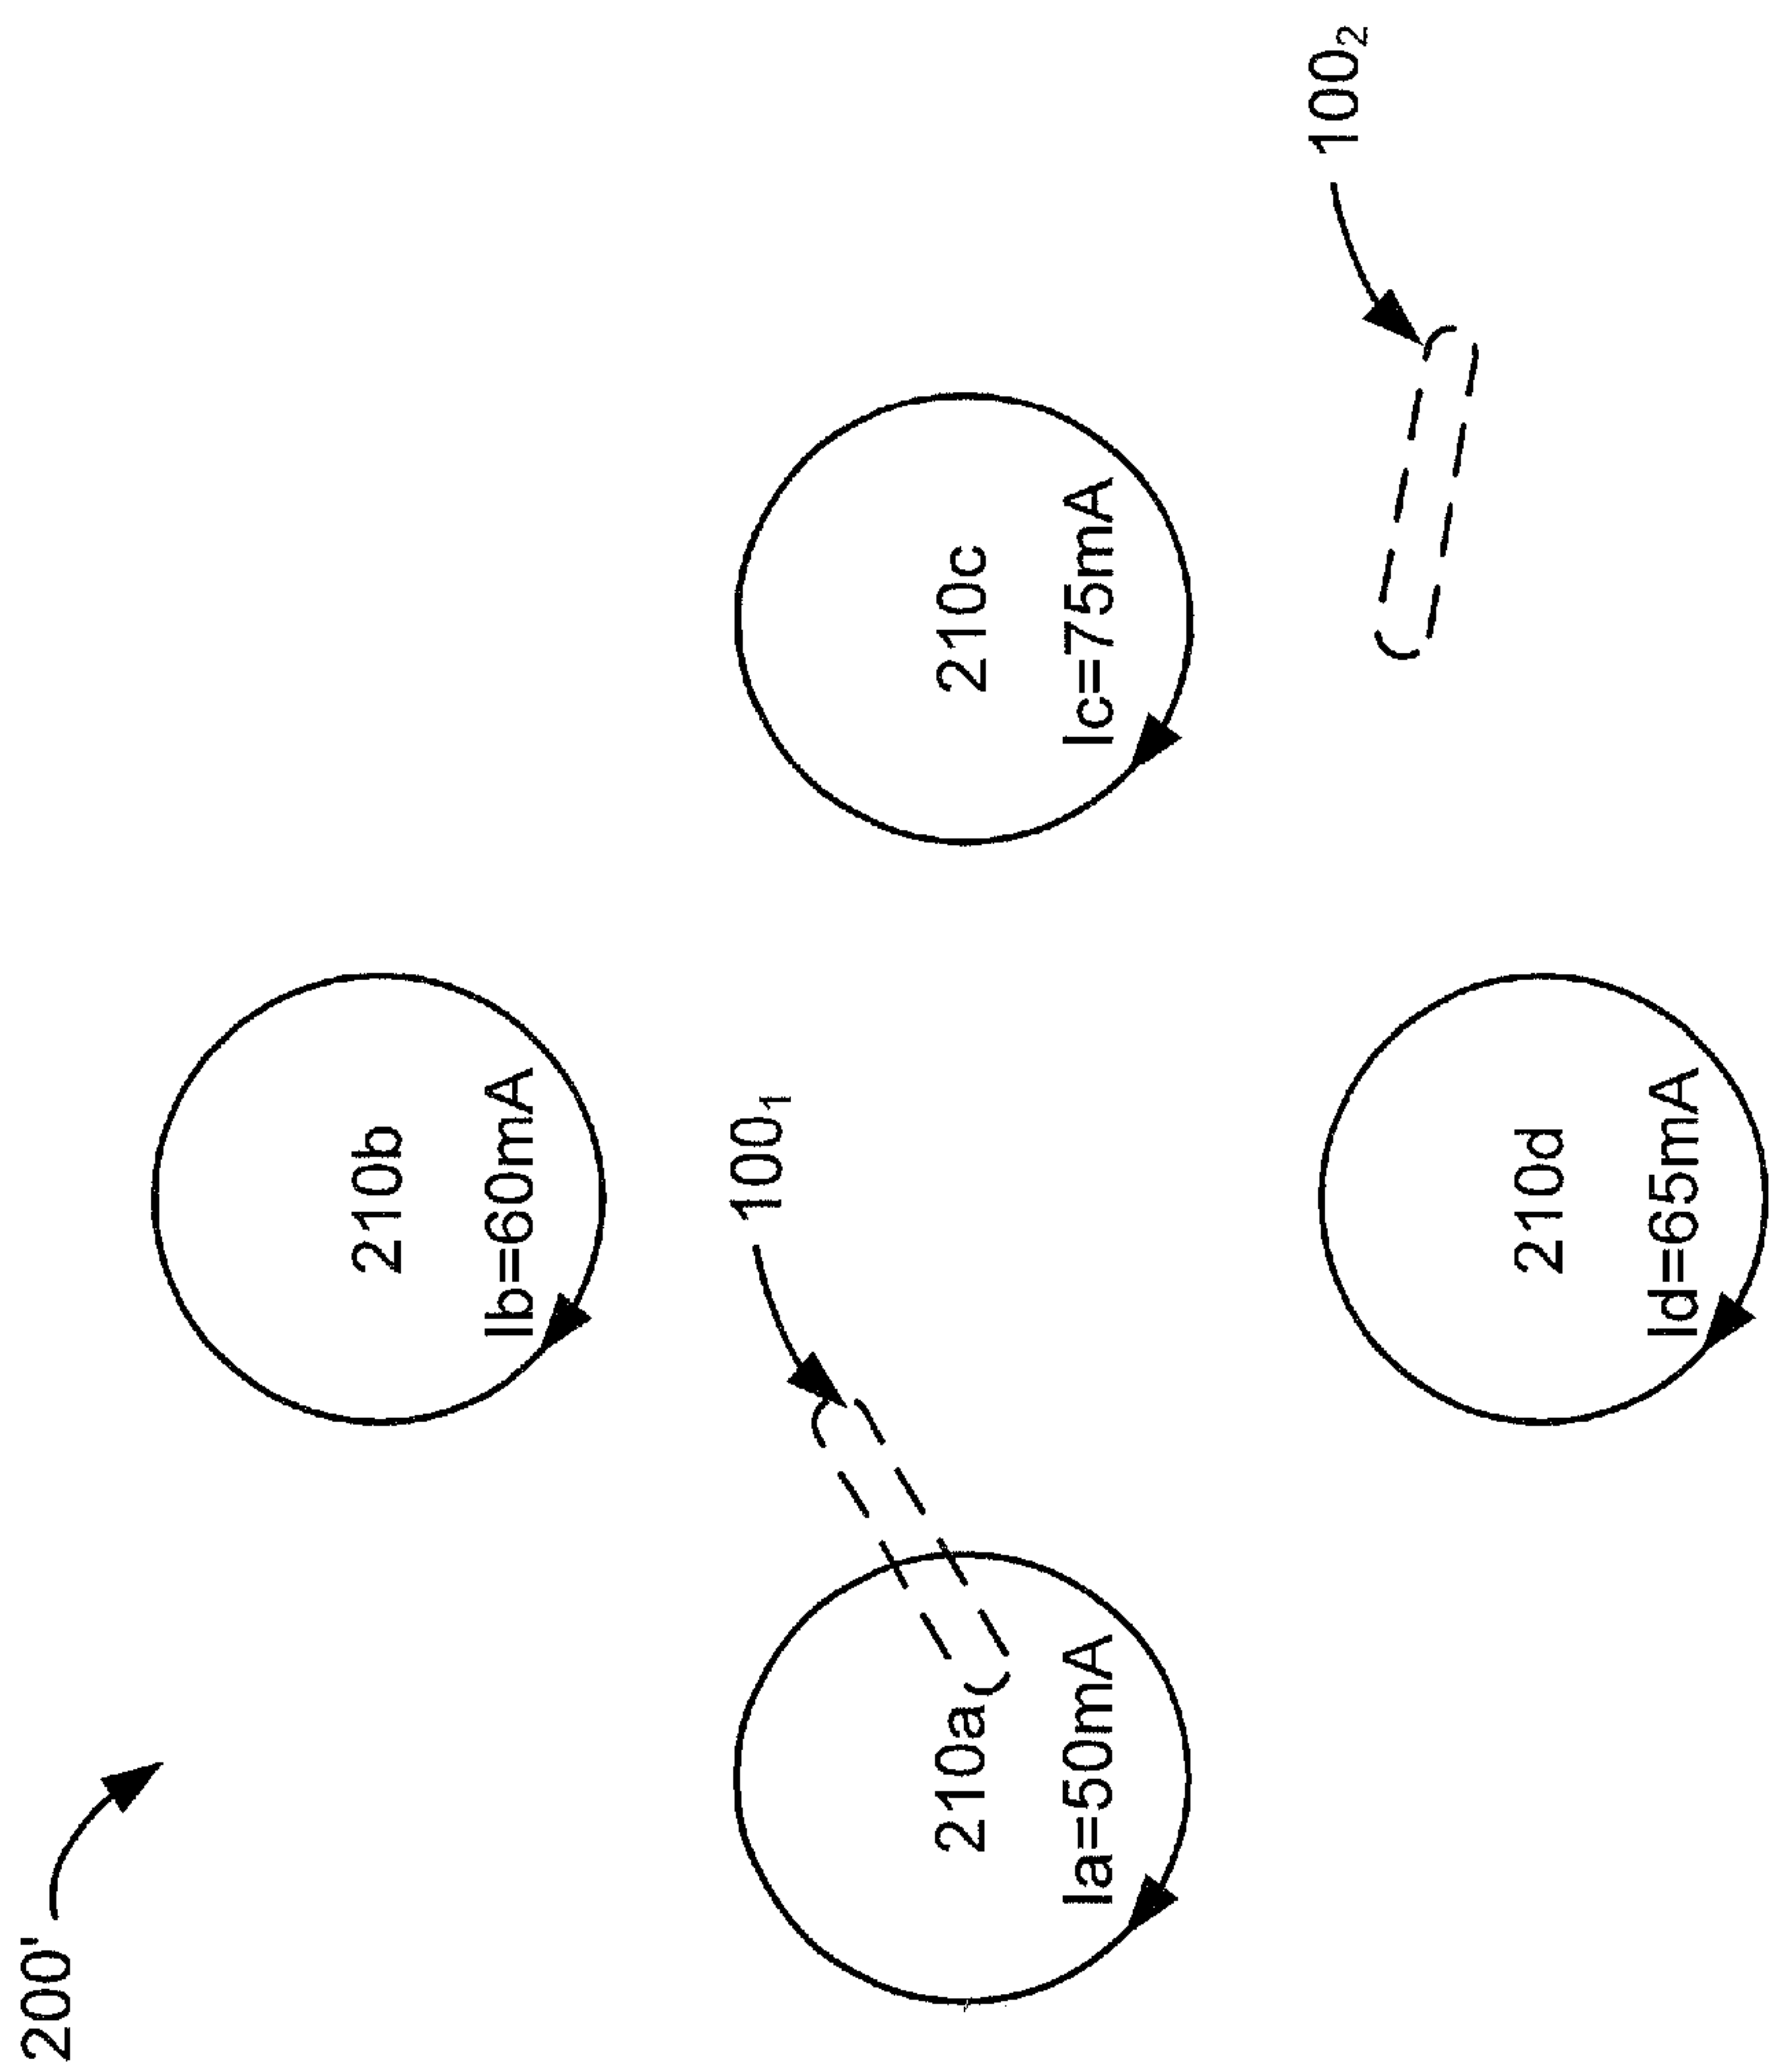 200'
210b
Ib=60mA
100₁
210a
Ia=50mA
210c
Ic=75mA
210d
Id=65mA
100₂